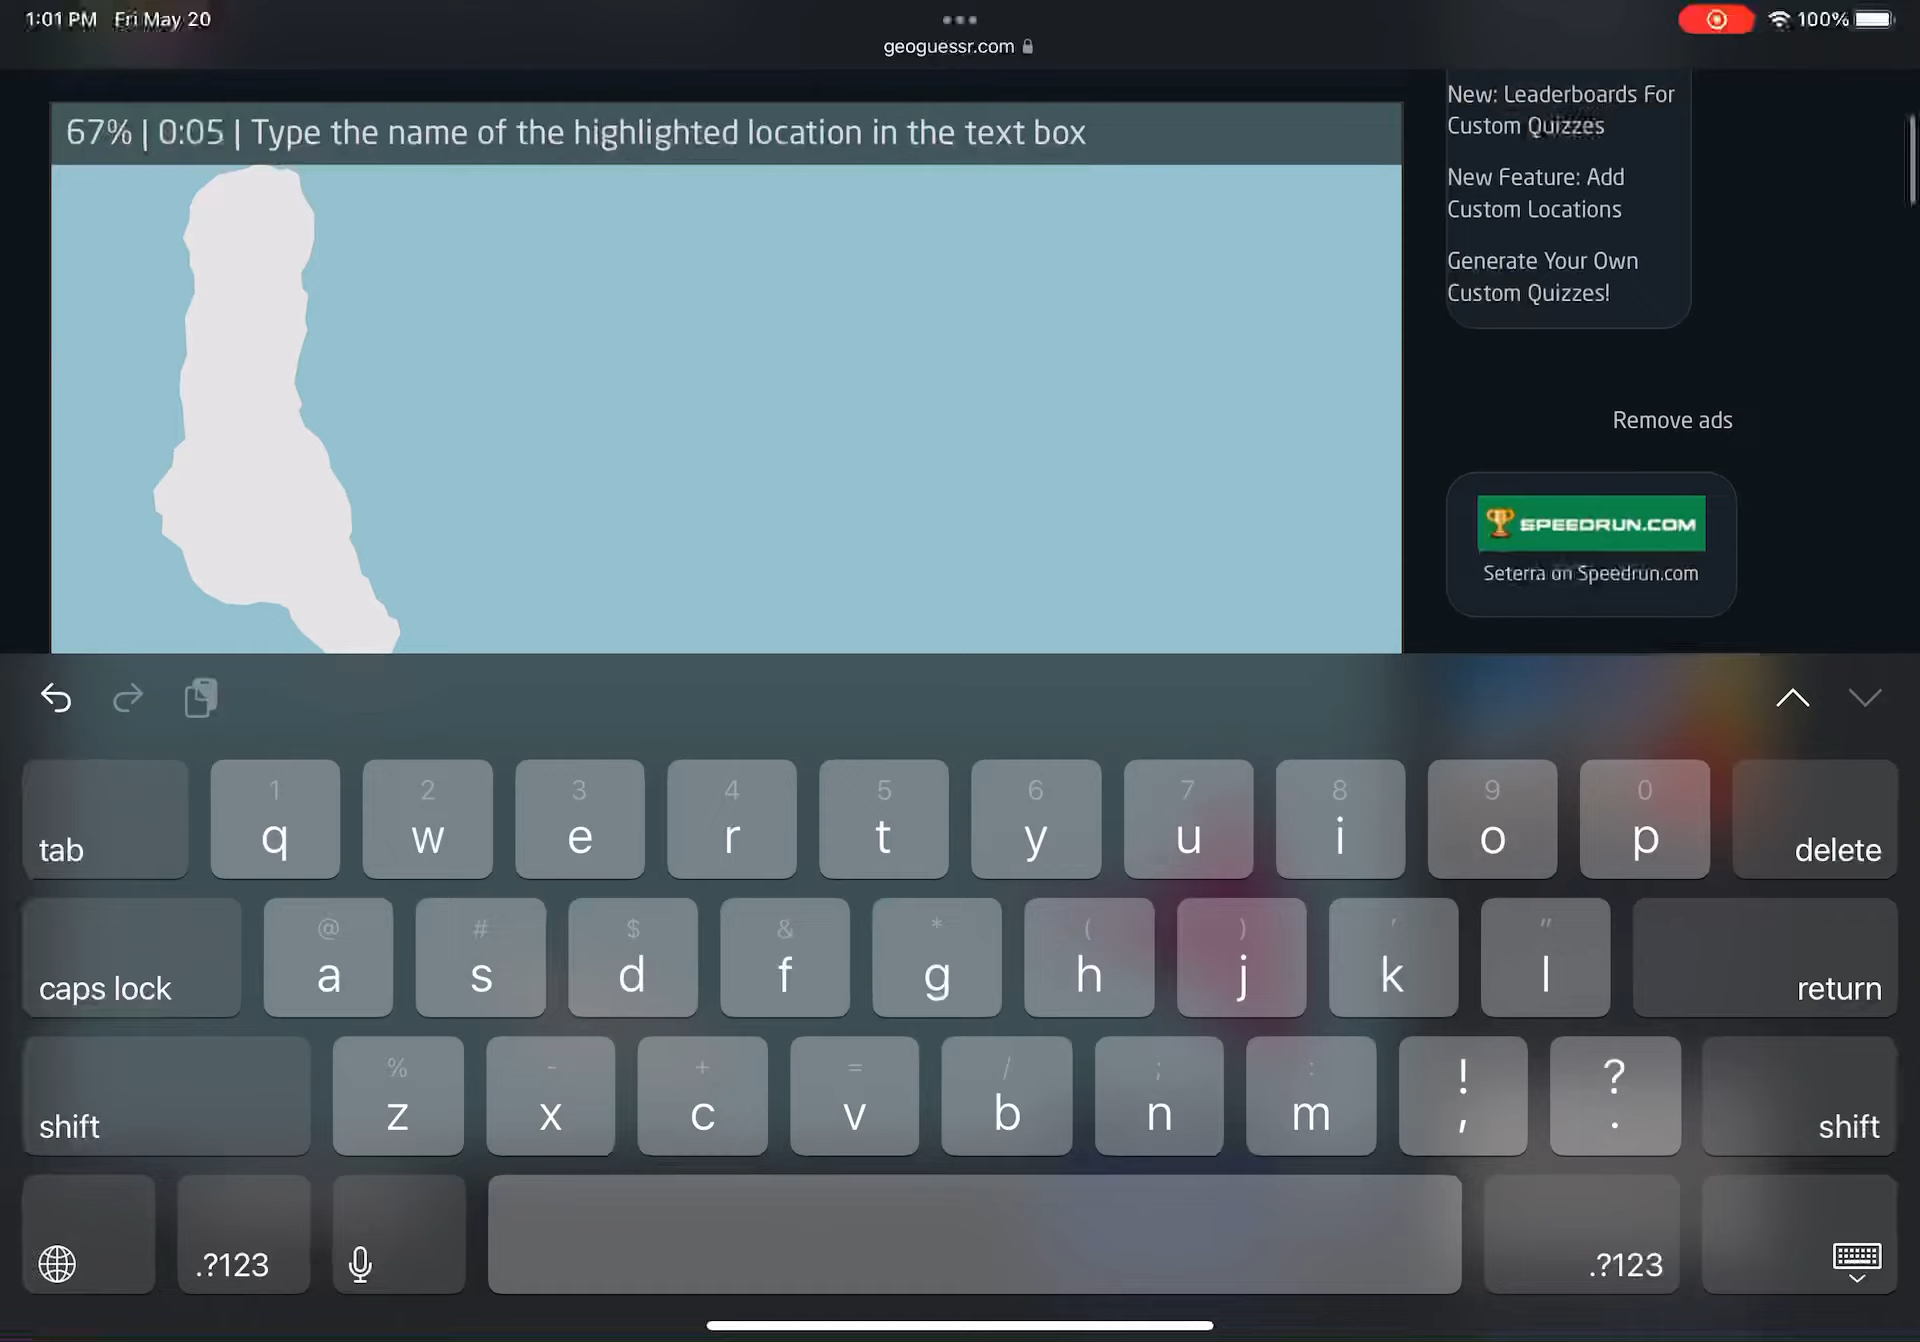 1:01 PM Fri May 20
100%
geoguessr.com
67% | 0:05 | Type the name of the highlighted location in the text box
New: Leaderboards For
Custom Quizzes
New Feature: Add
Custom Locations
Generate Your Own
Custom Quizzes!
Remove ads
SPEEDRUN.COM
Seterra on Speedrun.com
1 2 3 4 5 6 7 8 9 0
tab q w e r t y u i o p delete
@ # $ & * ( ) ' "
caps lock a s d f g h j k l return
% - + = / ; : ! ?
shift z x c v b n m , . shift
.?123 .?123